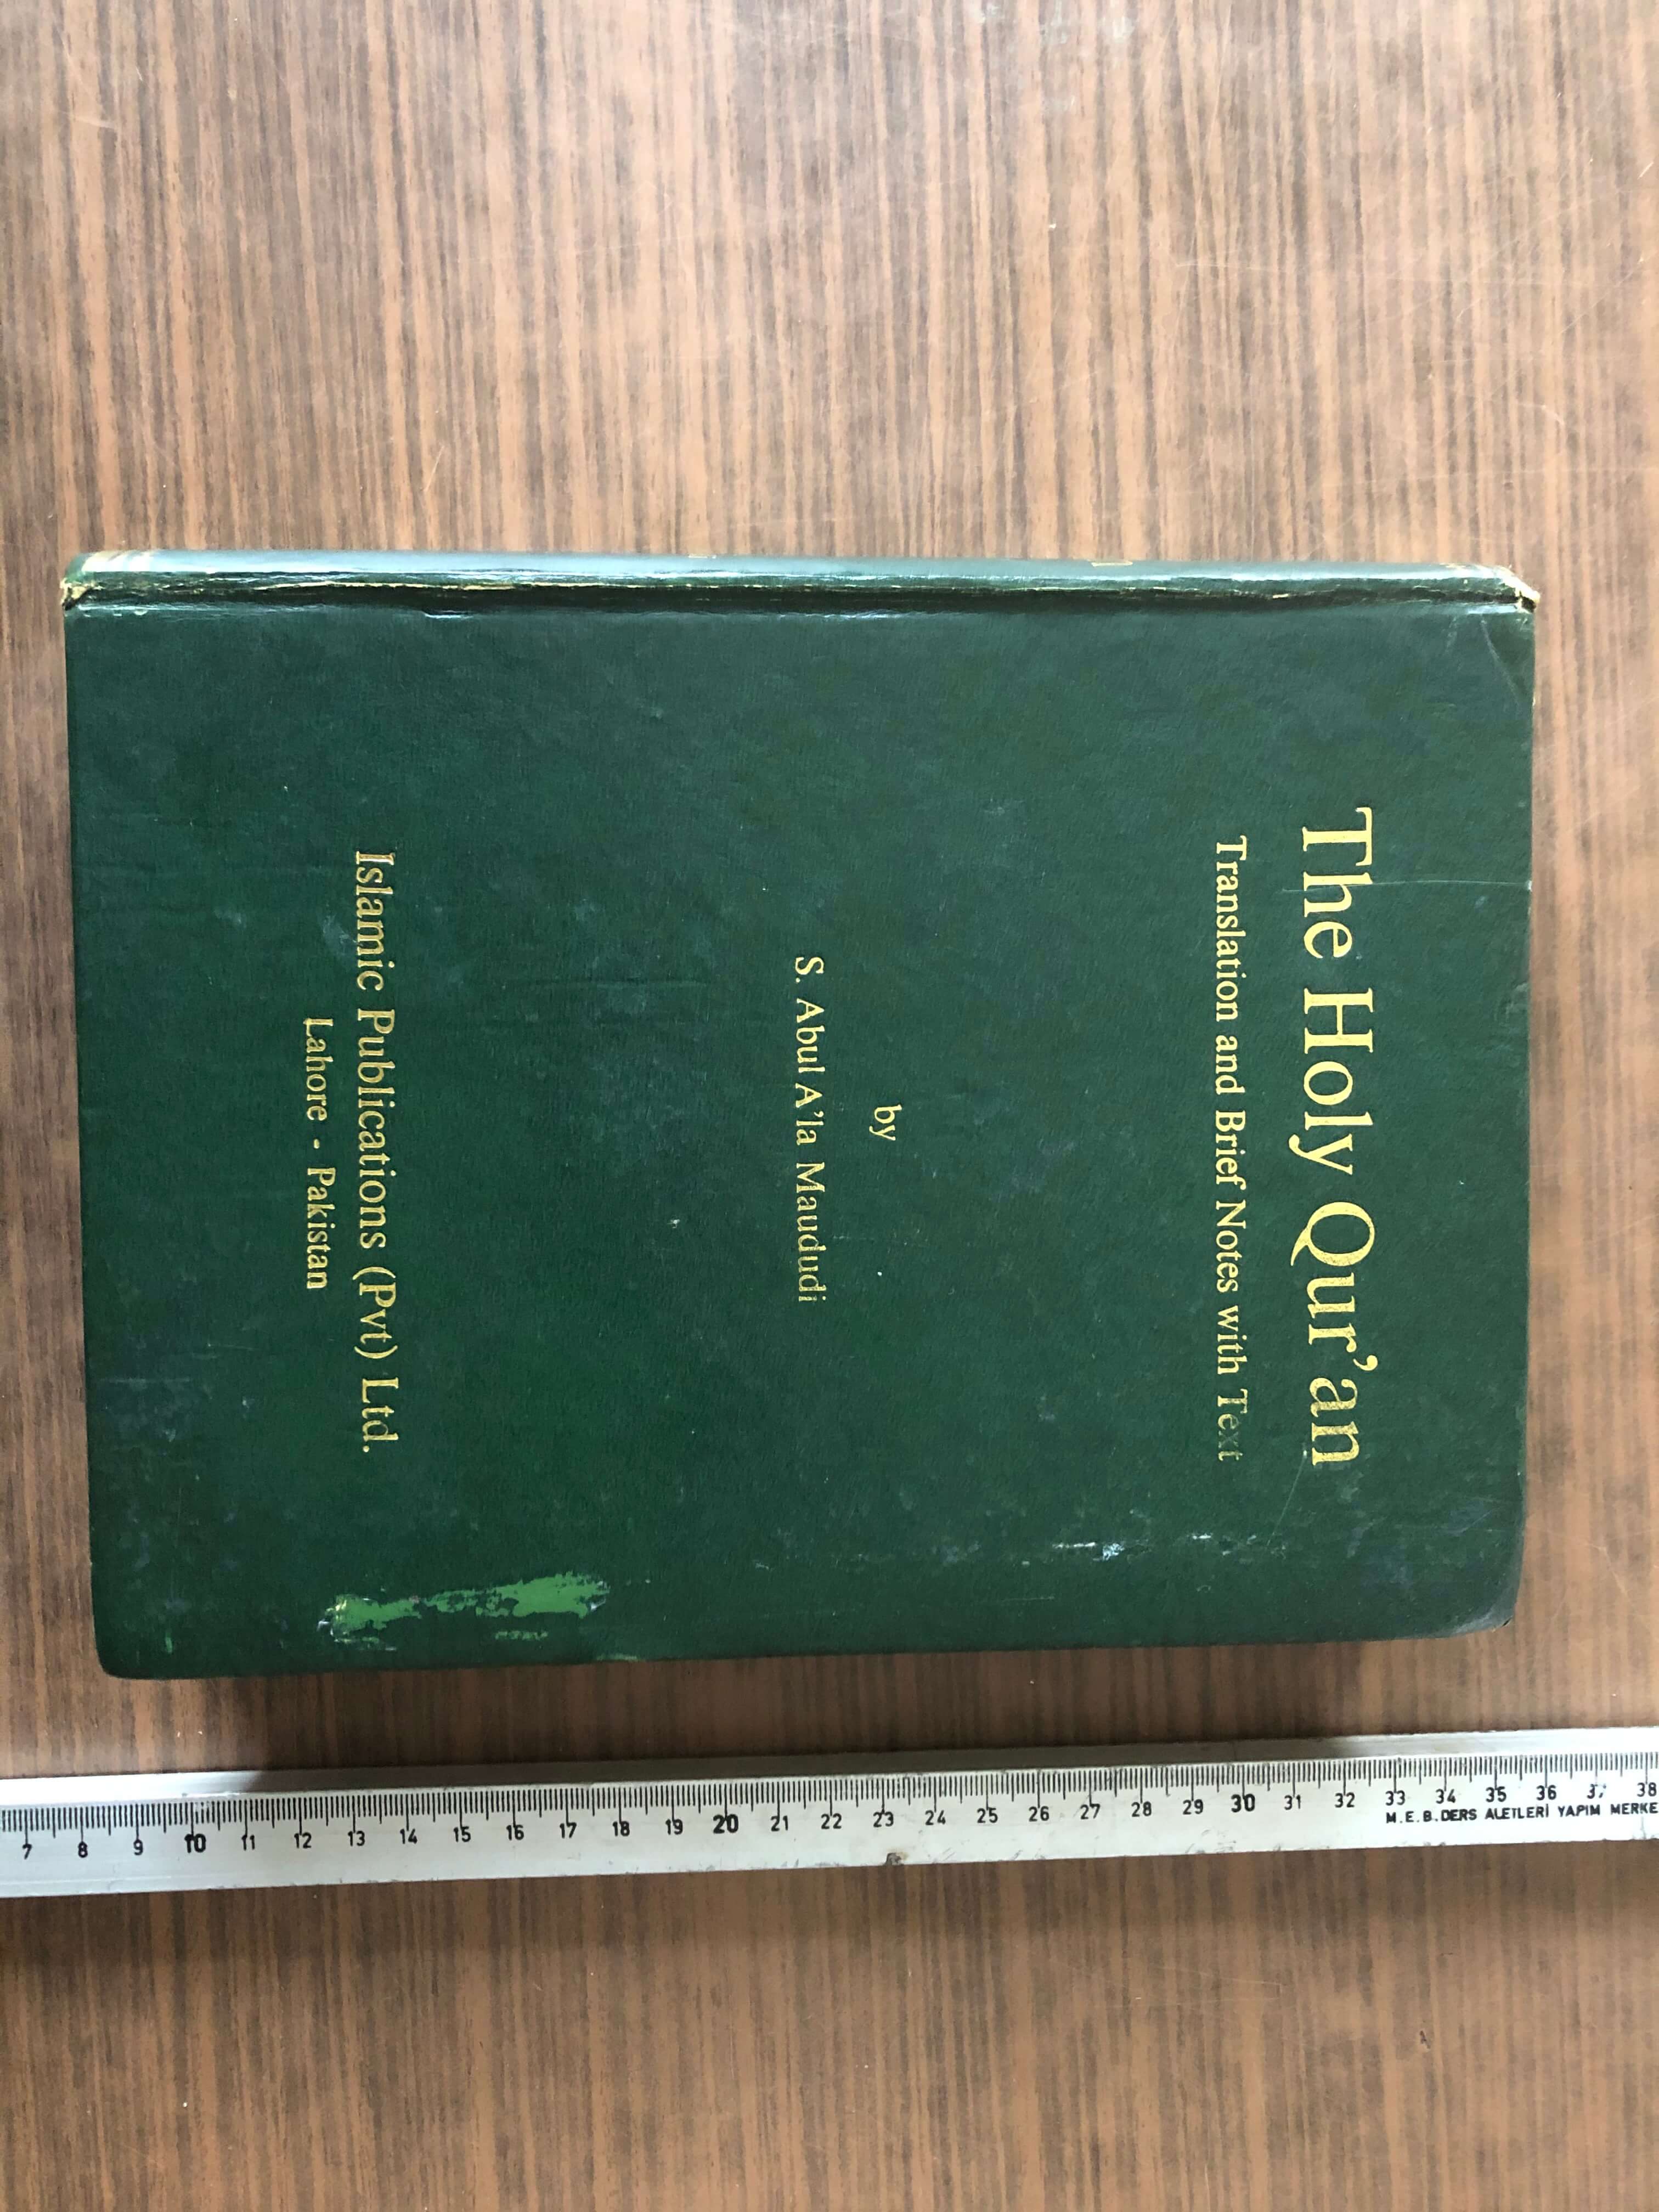 The Holy Qur'an
Translation and Brief Notes with Text
by
S. Abul A'la Maududi
Islamic Publications (Pvt) Ltd.
Lahore - Pakistan
7 8 9 10 11 12 13 14 15 16 17 18 19 20 21 22 23 24 25 26 27 28 29 30 31 32 33 34 35 36 37 38
M.E.B. DERS ALETLERİ YAPIM MERKE